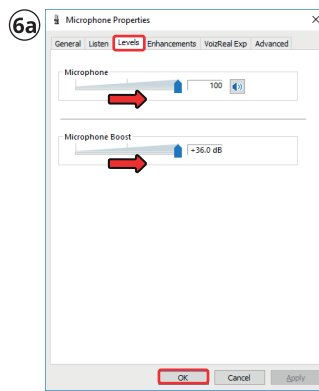 6a
Microphone Properties
General Listen Levels Enhancements VoizReal Exp Advanced
Microphone
100
Microphone Boost
+36.0 dB
OK Cancel Apply